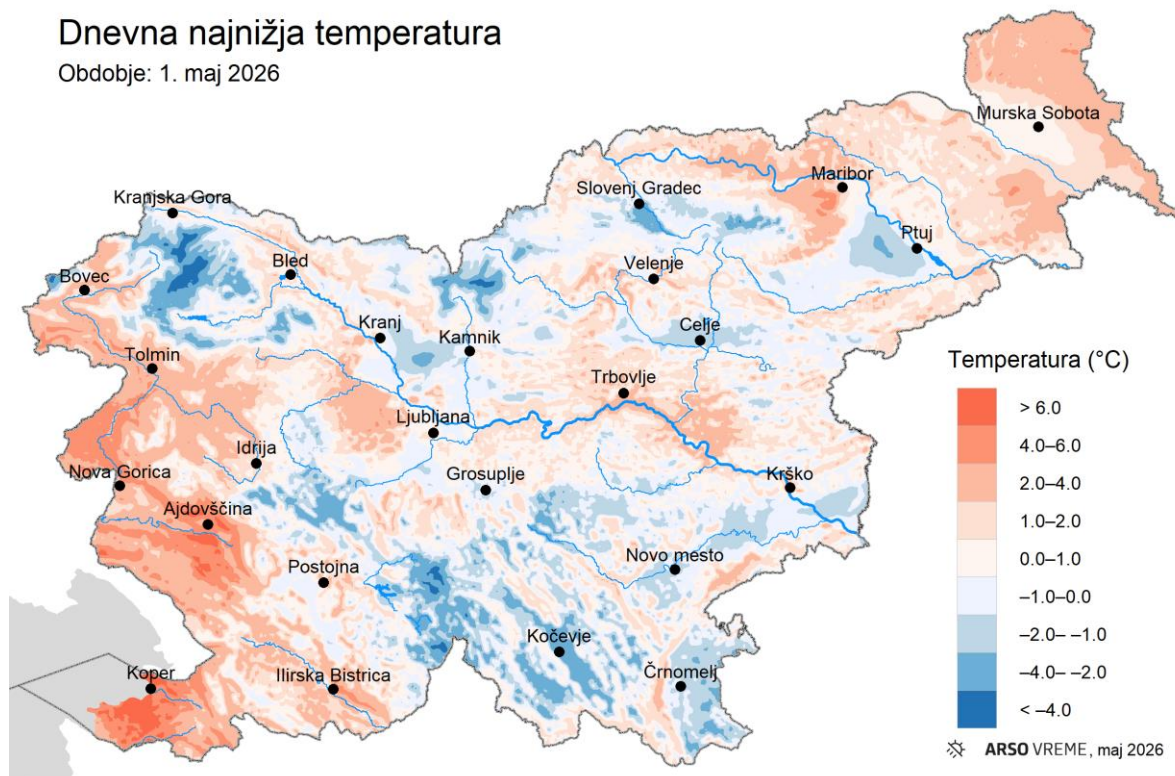 Dnevna najnižja temperatura
Obdobje: 1. maj 2026
Murska Sobota
Maribor
Slovenj Gradec
Kranjska Gora
Ptuj
Velenje
Bled
Bovec
Kranj
Kamnik
Celje
Tolmin
Trbovlje
Ljubljana
Idrija
Nova Gorica
Grosuplje
Krško
Ajdovščina
Postojna
Novo mesto
Kočevje
Koper
Ilirska Bistrica
Črnomelj
Temperatura (°C)
> 6.0
4.0–6.0
2.0–4.0
1.0–2.0
0.0–1.0
–1.0–0.0
–2.0– –1.0
–4.0– –2.0
< –4.0
ARSO VREME, maj 2026